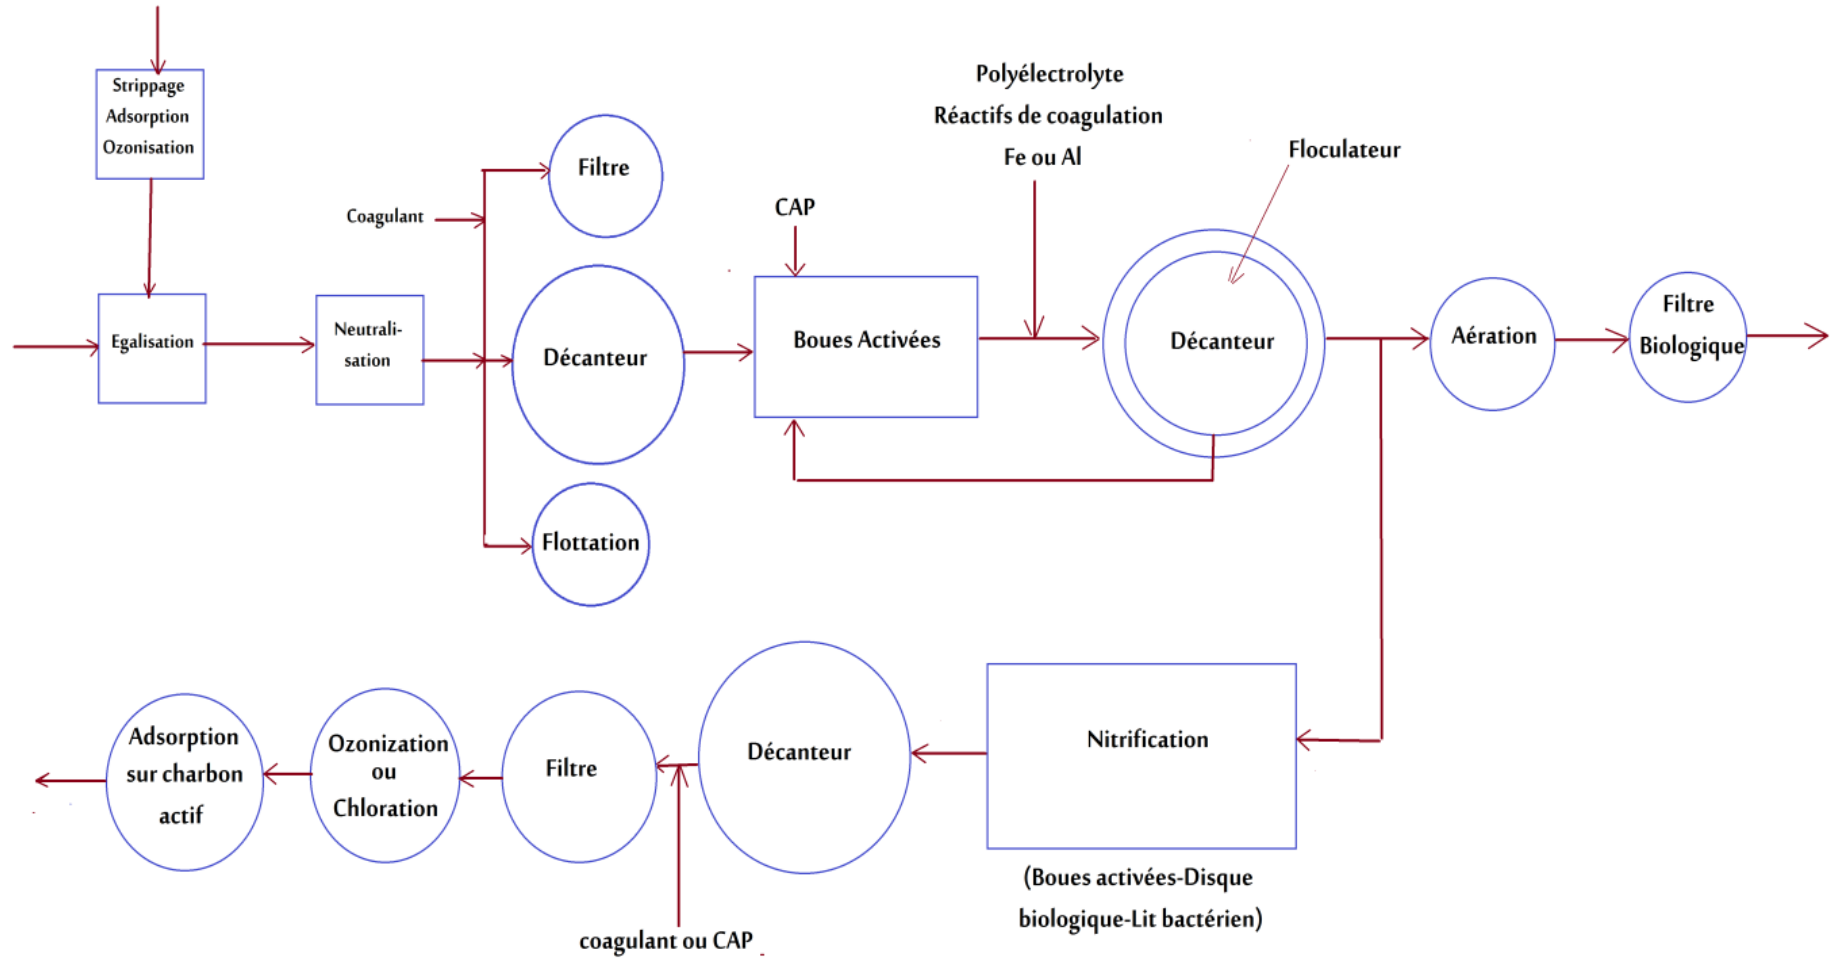 Strippage
Adsorption
Ozonisation
Egalisation
Neutrali-
sation
Coagulant
Filtre
Décanteur
Flottation
CAP
Boues Activées
Polyélectrolyte
Réactifs de coagulation
Fe ou Al
Floculateur
Décanteur
Aération
Filtre
Biologique
Nitrification
(Boues activées-Disque
biologique-Lit bactérien)
Décanteur
coagulant ou CAP
Filtre
Ozonization
ou
Chloration
Adsorption
sur charbon
actif